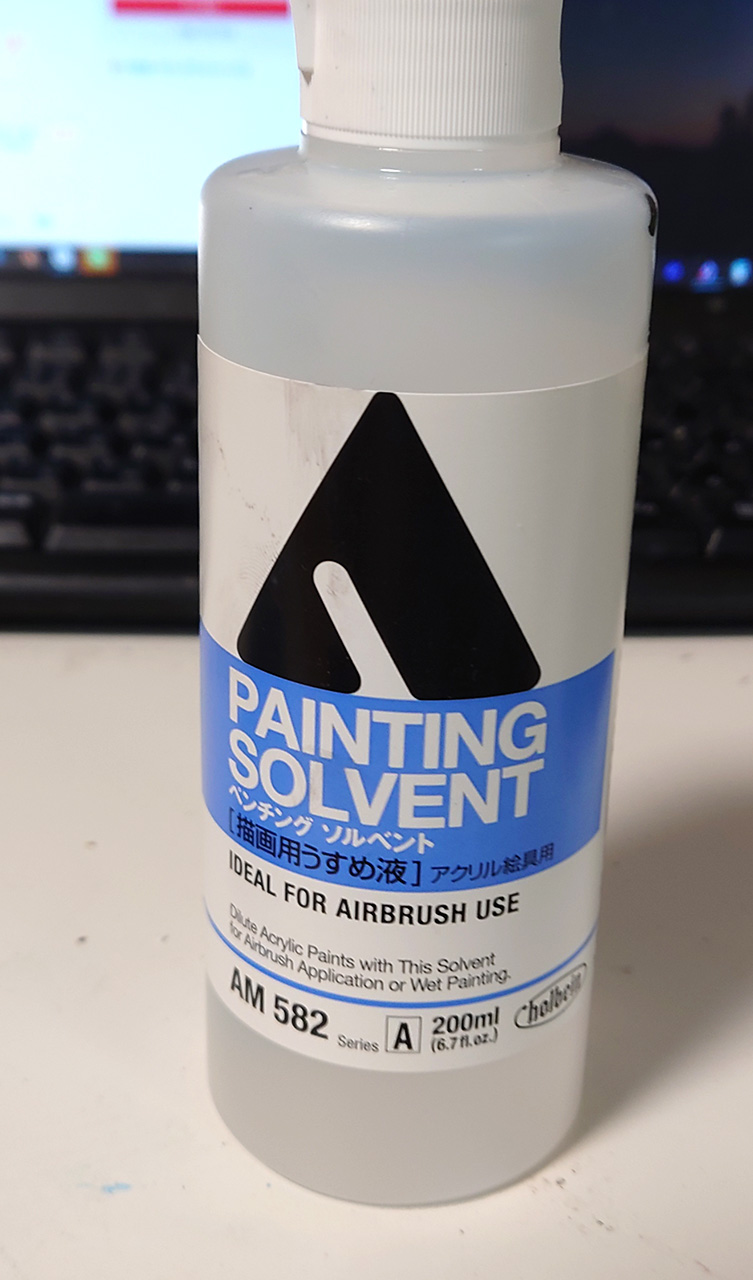 PAINTING
SOLVENT
ペンチング ソルベント
[描画用うすめ液] アクリル絵具用
IDEAL FOR AIRBRUSH USE
Dilute Acrylic Paints with This Solvent
for Airbrush Application or Wet Painting.
AM 582 Series A 200ml
(6.7fl.oz.)
holbein